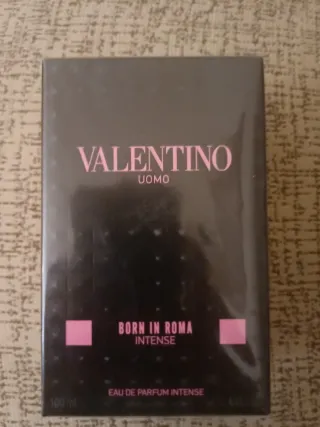 VALENTINO
UOMO
BORN IN ROMA
INTENSE
EAU DE PARFUM INTENSE